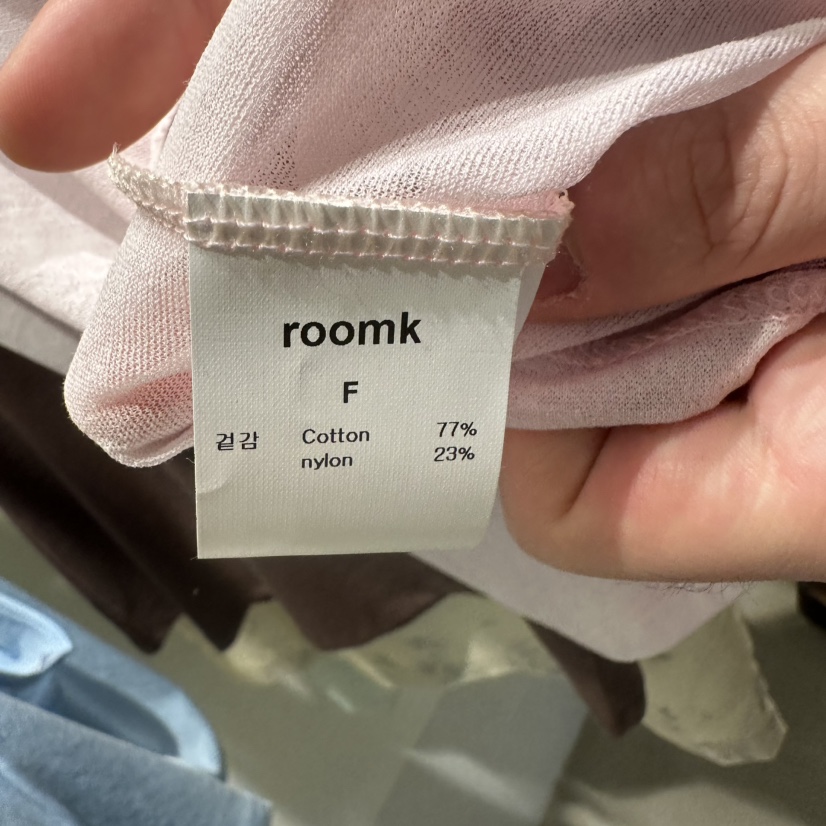 roomk
F
겉감 Cotton 77%
nylon 23%